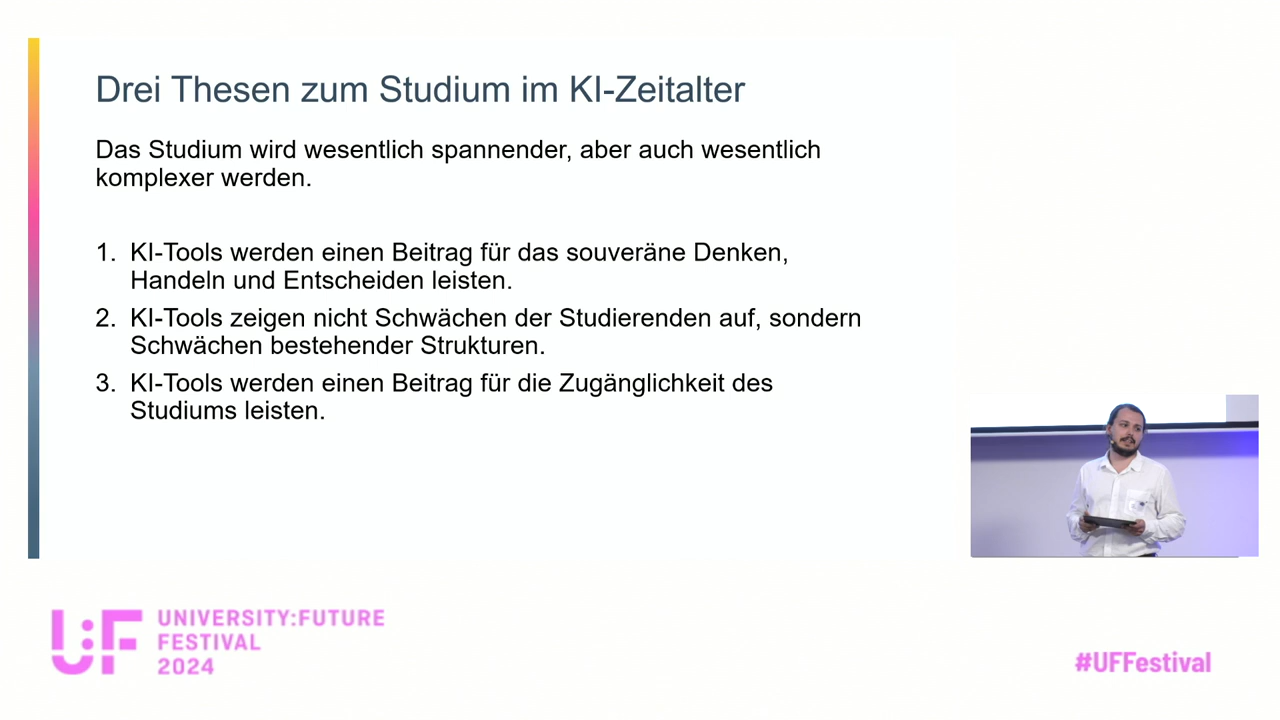 Drei Thesen zum Studium im KI-Zeitalter
Das Studium wird wesentlich spannender, aber auch wesentlich
komplexer werden.
1. KI-Tools werden einen Beitrag für das souveräne Denken,
Handeln und Entscheiden leisten.
2. KI-Tools zeigen nicht Schwächen der Studierenden auf, sondern
Schwächen bestehender Strukturen.
3. KI-Tools werden einen Beitrag für die Zugänglichkeit des
Studiums leisten.
U:F
UNIVERSITY:FUTURE
FESTIVAL
2024
#UFFestival